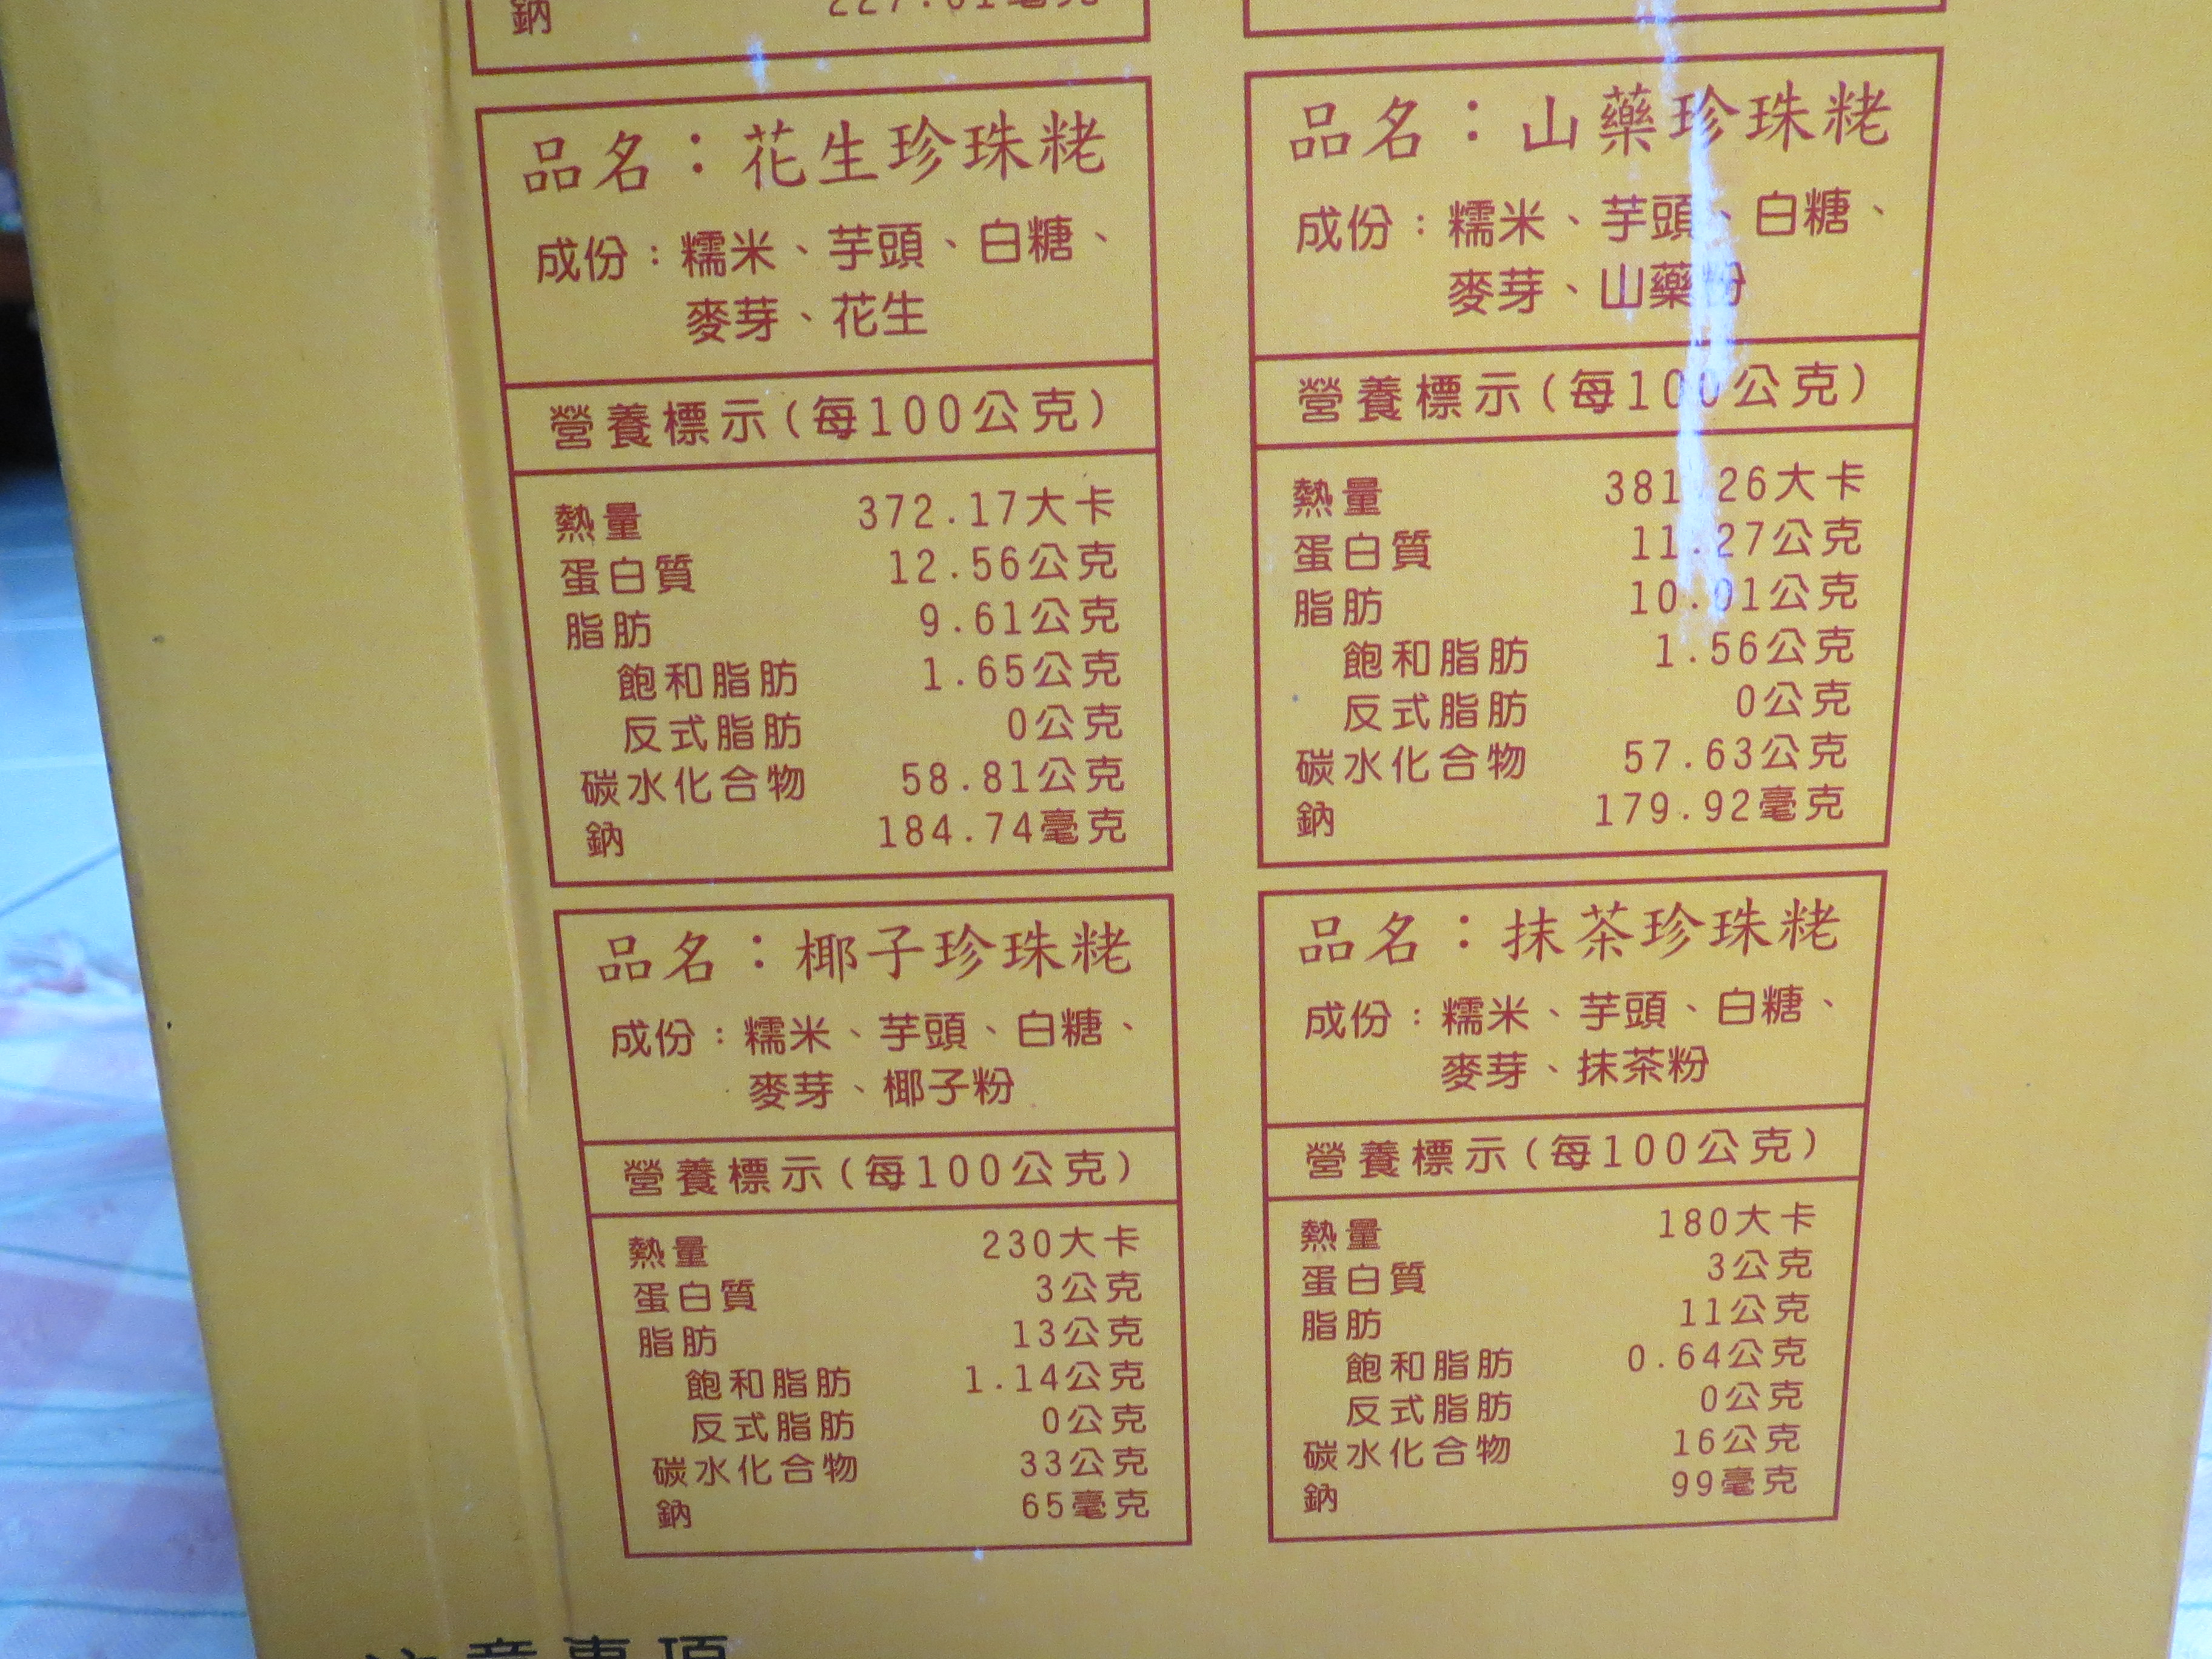 鈉 227.61毫克
品名：花生珍珠粩
成份：糯米、芋頭、白糖、
麥芽、花生
營養標示(每100公克)
熱量 372.17大卡
蛋白質 12.56公克
脂肪 9.61公克
飽和脂肪 1.65公克
反式脂肪 0公克
碳水化合物 58.81公克
鈉 184.74毫克
品名：山藥珍珠粩
成份：糯米、芋頭、白糖、
麥芽、山藥粉
營養標示(每100公克)
熱量 381.26大卡
蛋白質 11.27公克
脂肪 10.01公克
飽和脂肪 1.56公克
反式脂肪 0公克
碳水化合物 57.63公克
鈉 179.92毫克
品名：椰子珍珠粩
成份：糯米、芋頭、白糖、
麥芽、椰子粉
營養標示(每100公克)
熱量 230大卡
蛋白質 3公克
脂肪 13公克
飽和脂肪 1.14公克
反式脂肪 0公克
碳水化合物 33公克
鈉 65毫克
品名：抹茶珍珠粩
成份：糯米、芋頭、白糖、
麥芽、抹茶粉
營養標示(每100公克)
熱量 180大卡
蛋白質 3公克
脂肪 11公克
飽和脂肪 0.64公克
反式脂肪 0公克
碳水化合物 16公克
鈉 99毫克
注意事項